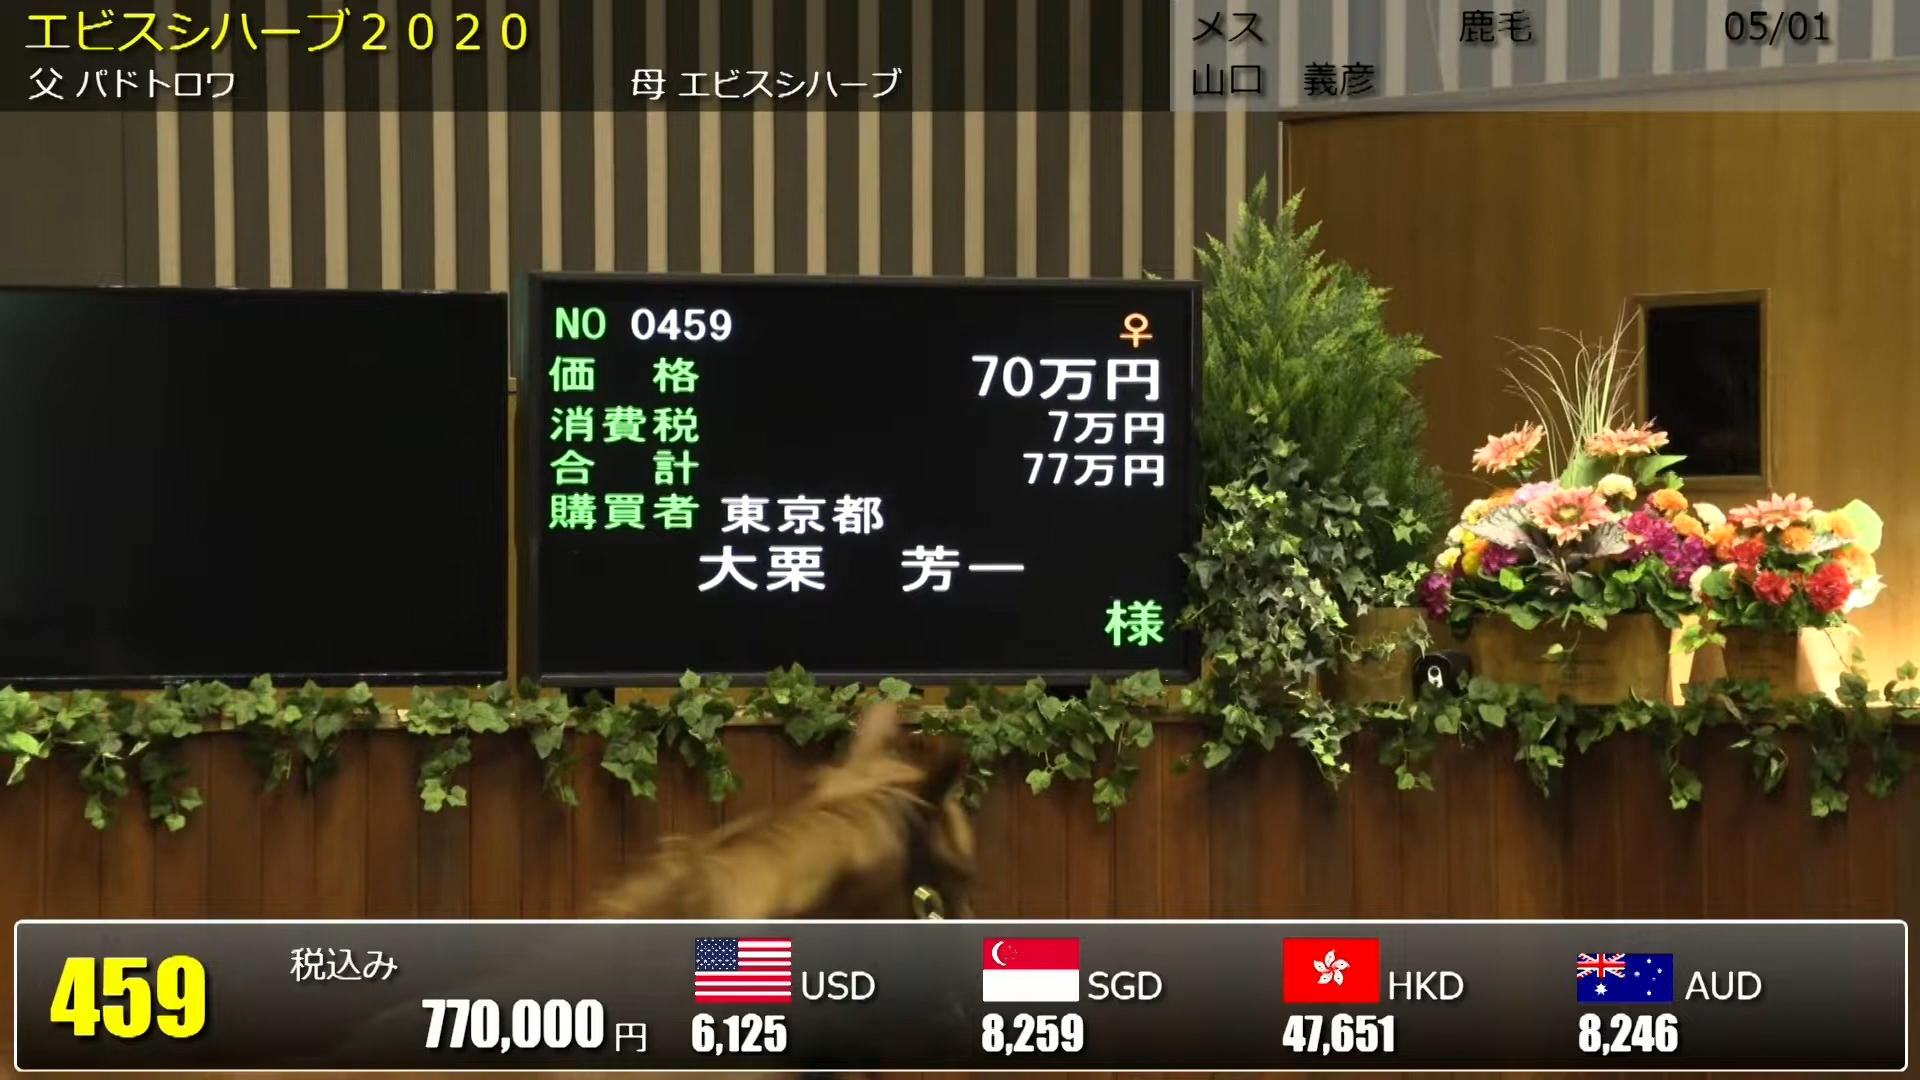 エビスシハーブ２０２０
父 バドトロワ
母 エビスシハーブ
メス 鹿毛 05/01
山口 義彦
NO 0459 ♀
価格 70万円
消費税 7万円
合計 77万円
購買者 東京都
大栗 芳一
様
459
税込み
770,000 円
USD
6,125
SGD
8,259
HKD
47,651
AUD
8,246